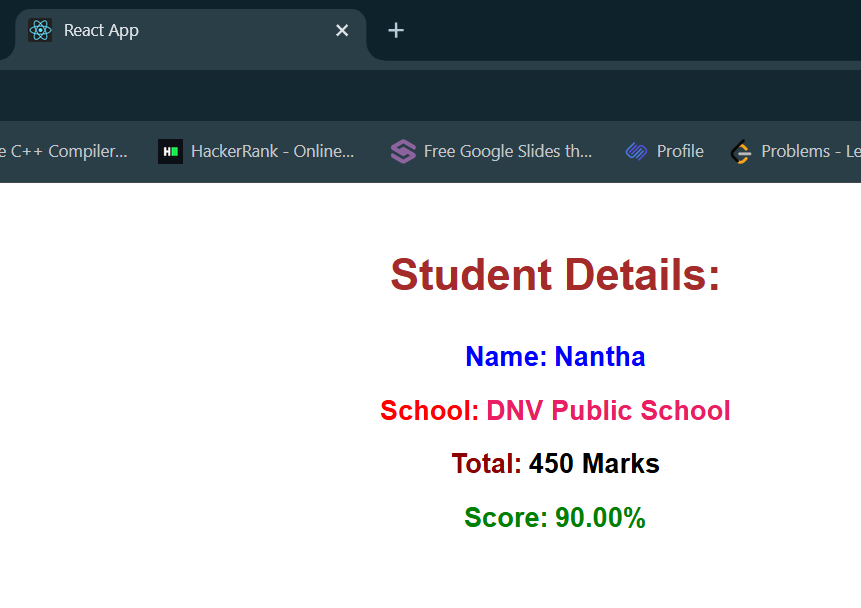 React App
e C++ Compiler... HackerRank - Online... Free Google Slides th... Profile Problems - Le
Student Details:
Name: Nantha
School: DNV Public School
Total: 450 Marks
Score: 90.00%